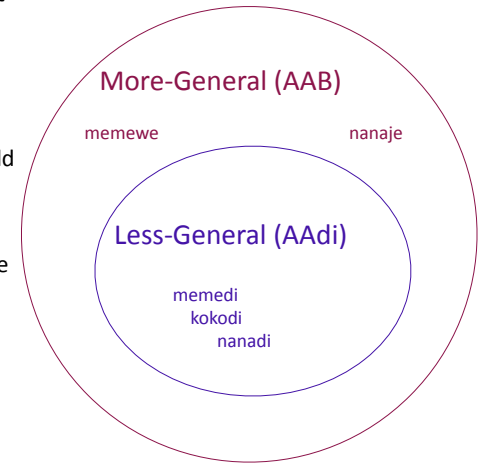 More-General (AAB)
memewe nanaje
Less-General (AAdi)
memedi
kokodi
nanadi